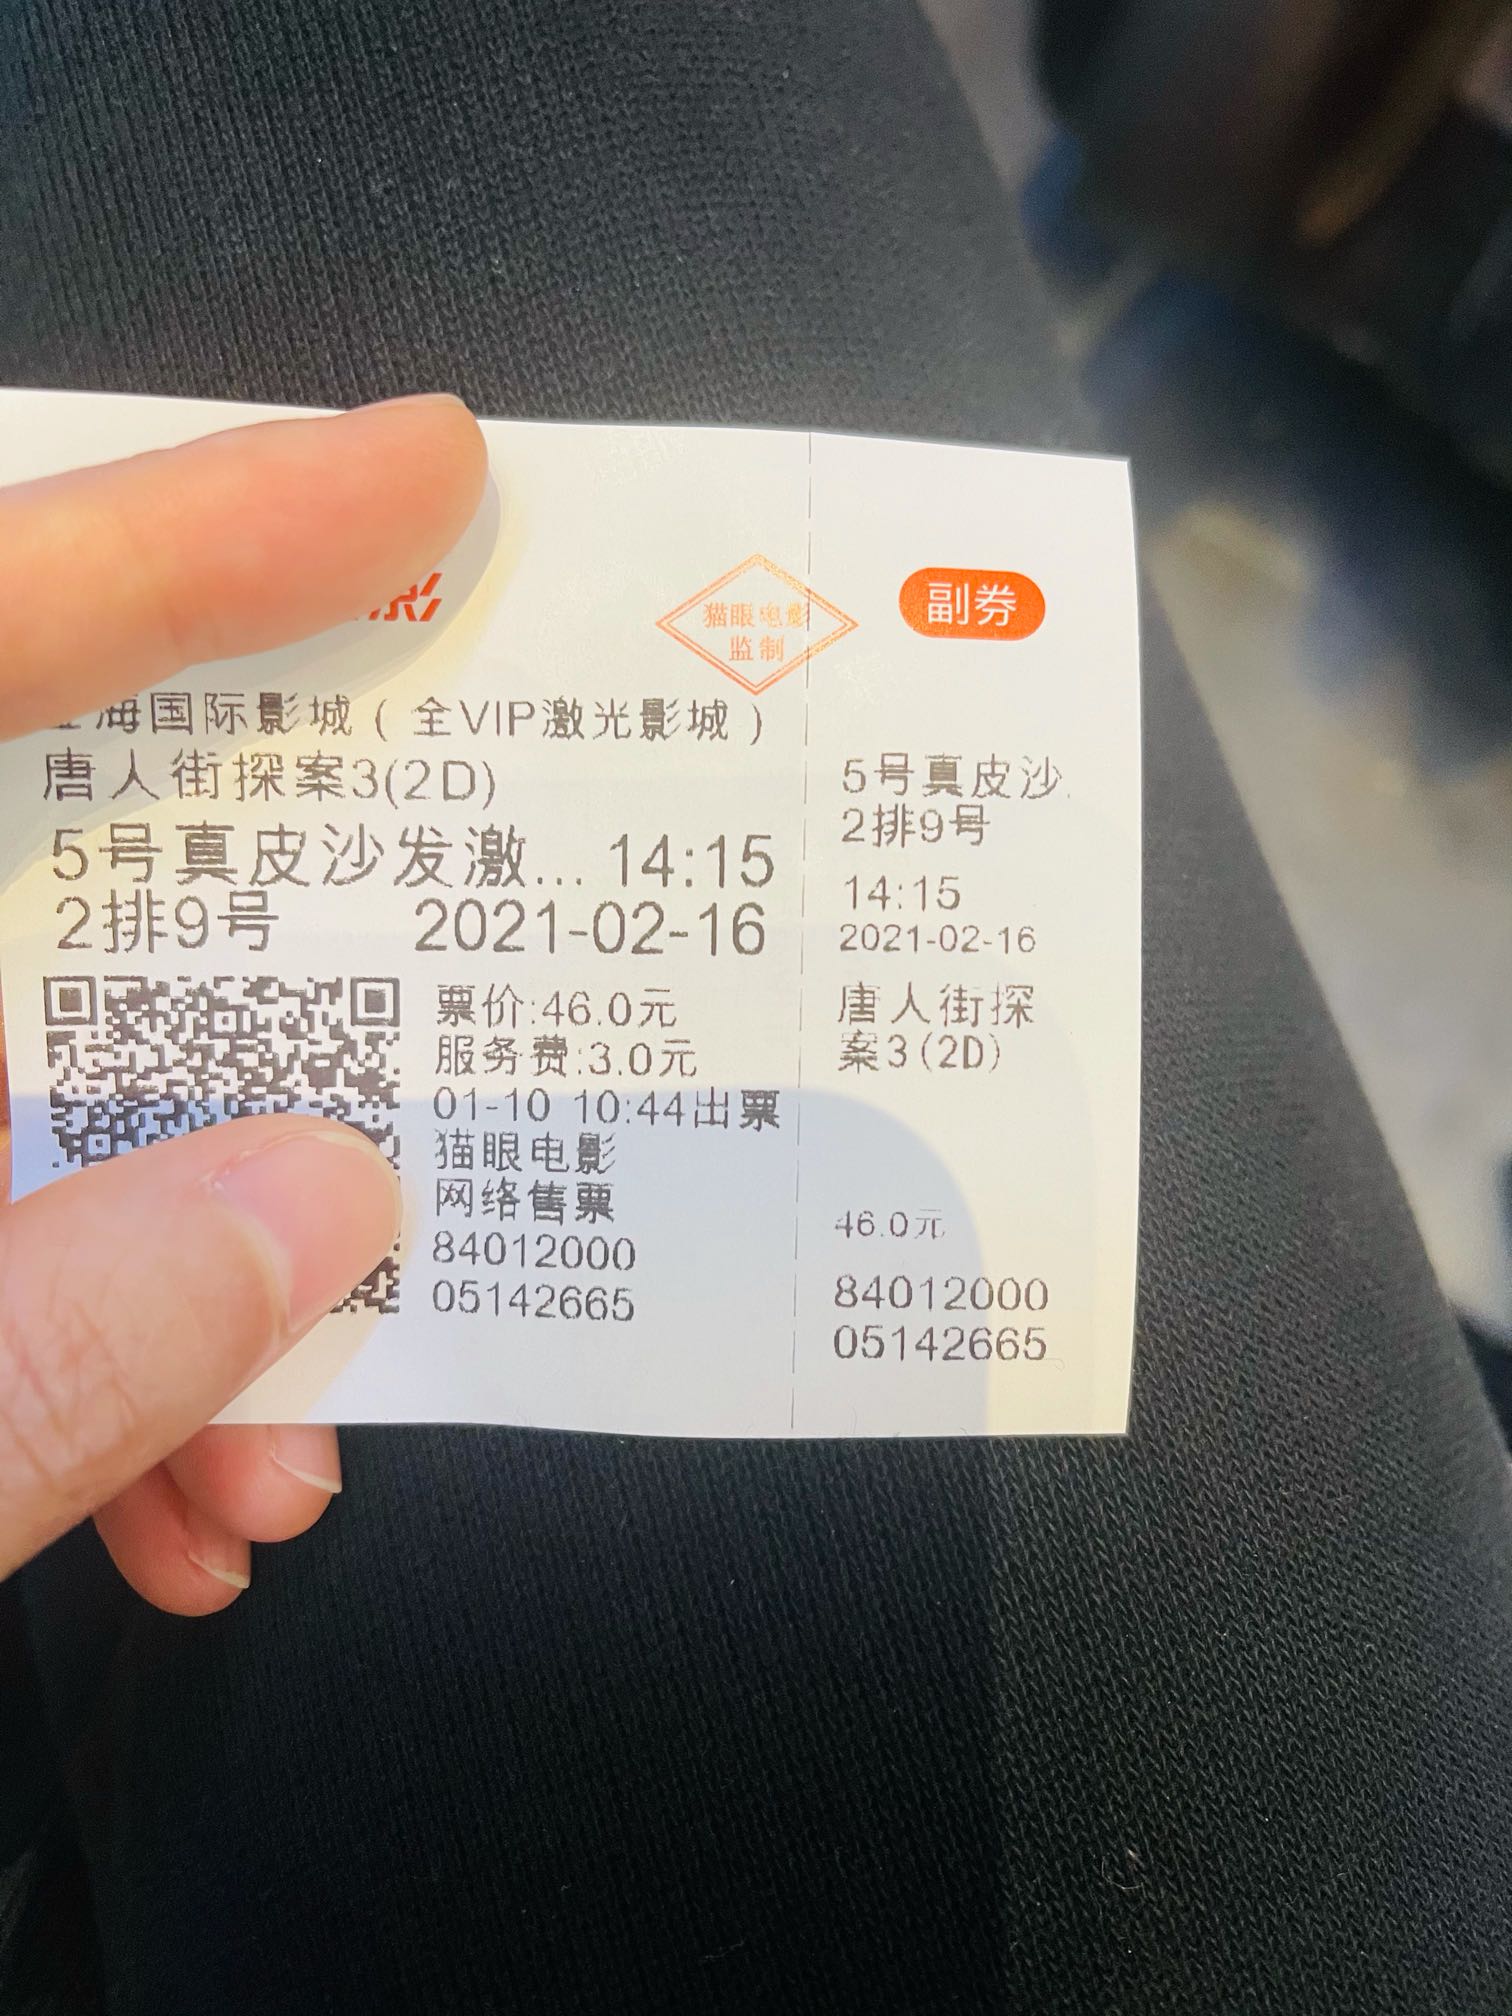 影
猫眼电影
监制
副券
海国际影城(全VIP激光影城)
唐人街探案3(2D)
5号真皮沙发激... 14:15
2排9号 2021-02-16
票价:46.0元
服务费:3.0元
01-10 10:44出票
猫眼电影
网络售票
84012000
05142665
5号真皮沙
2排9号
14:15
2021-02-16
唐人街探
案3(2D)
46.0元
84012000
05142665